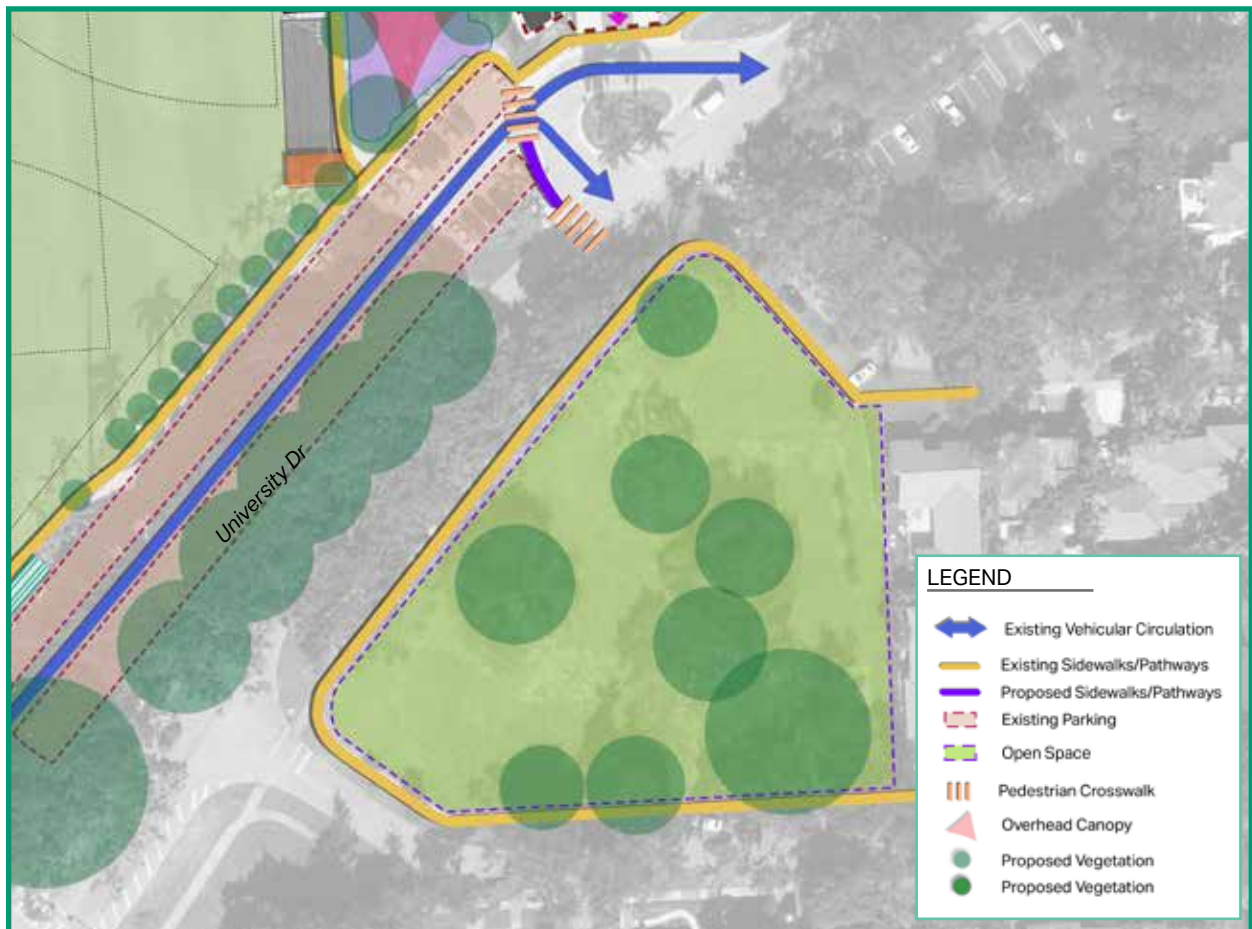 University Dr
LEGEND
Existing Vehicular Circulation
Existing Sidewalks/Pathways
Proposed Sidewalks/Pathways
Existing Parking
Open Space
Pedestrian Crosswalk
Overhead Canopy
Proposed Vegetation
Proposed Vegetation